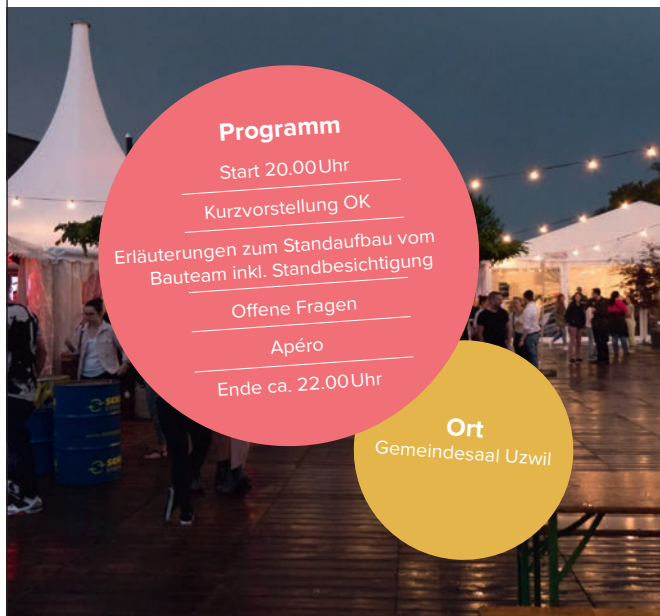 Programm
Start 20.00 Uhr
Kurzvorstellung OK
Erläuterungen zum Standaufbau vom
Bauteam inkl. Standbesichtigung
Offene Fragen
Apéro
Ende ca. 22.00 Uhr
Ort
Gemeindesaal Uzwil